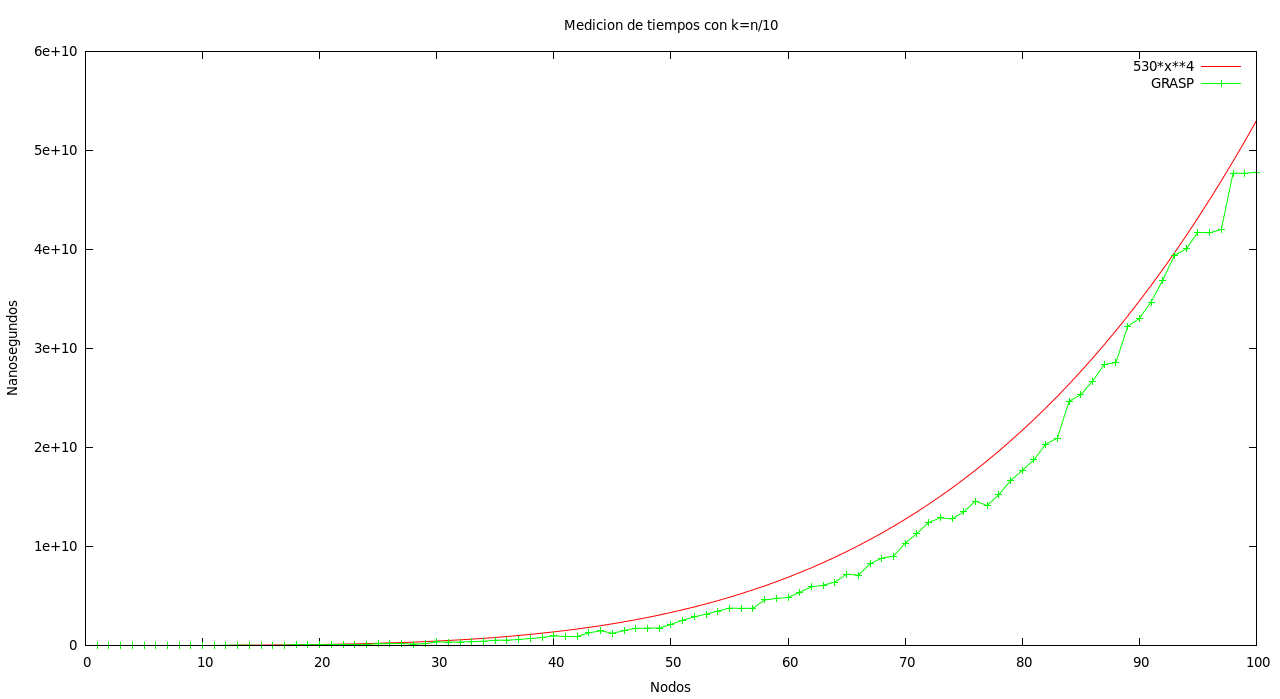 Medicion de tiempos con k=n/10
6e+10
530*x**4
GRASP
5e+10
4e+10
Nanosegundos
3e+10
2e+10
1e+10
0
0 10 20 30 40 50 60 70 80 90 100
Nodos